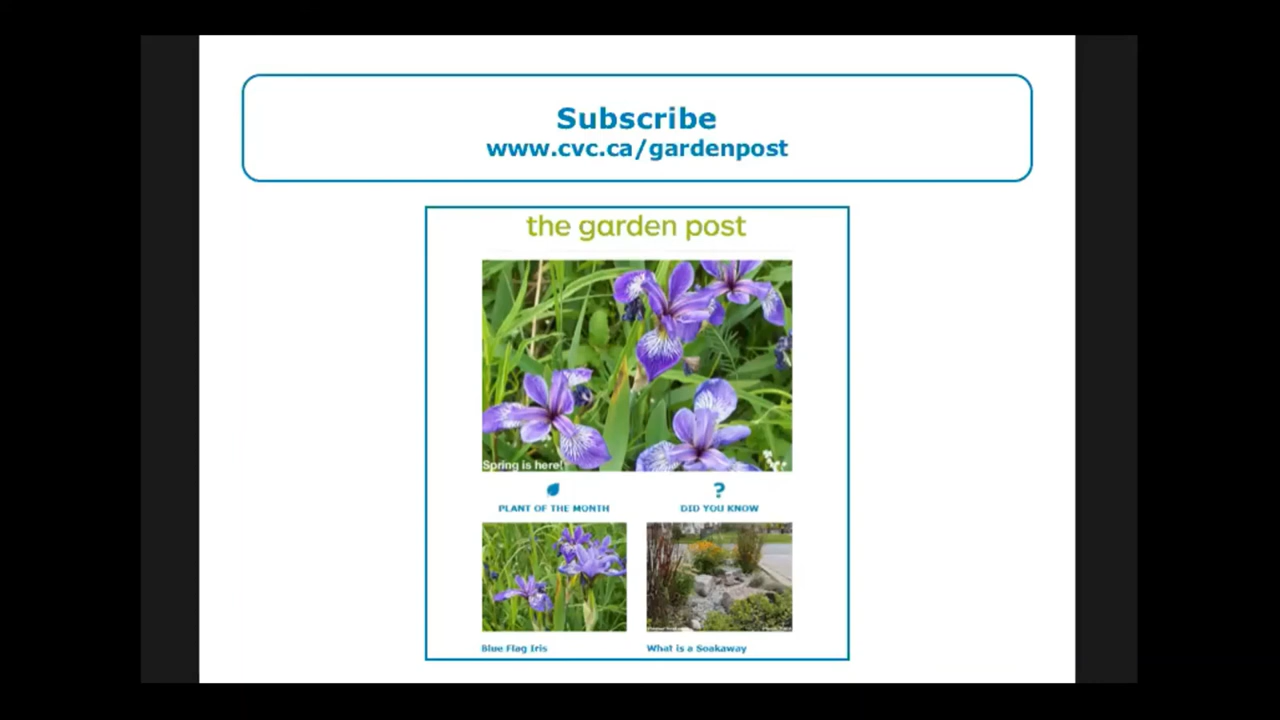 Subscribe
www.cvc.ca/gardenpost
the garden post
Spring is here!
?
PLANT OF THE MONTH
DID YOU KNOW
Blue Flag Iris
What is a Soakaway